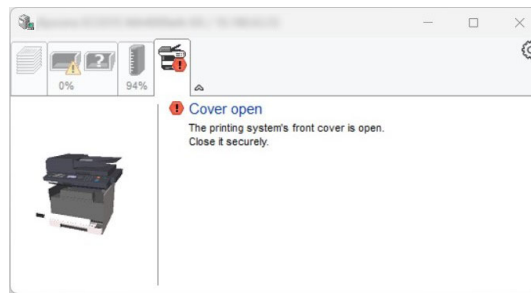 ?
0%
94%
Cover open
The printing system's front cover is open.
Close it securely.